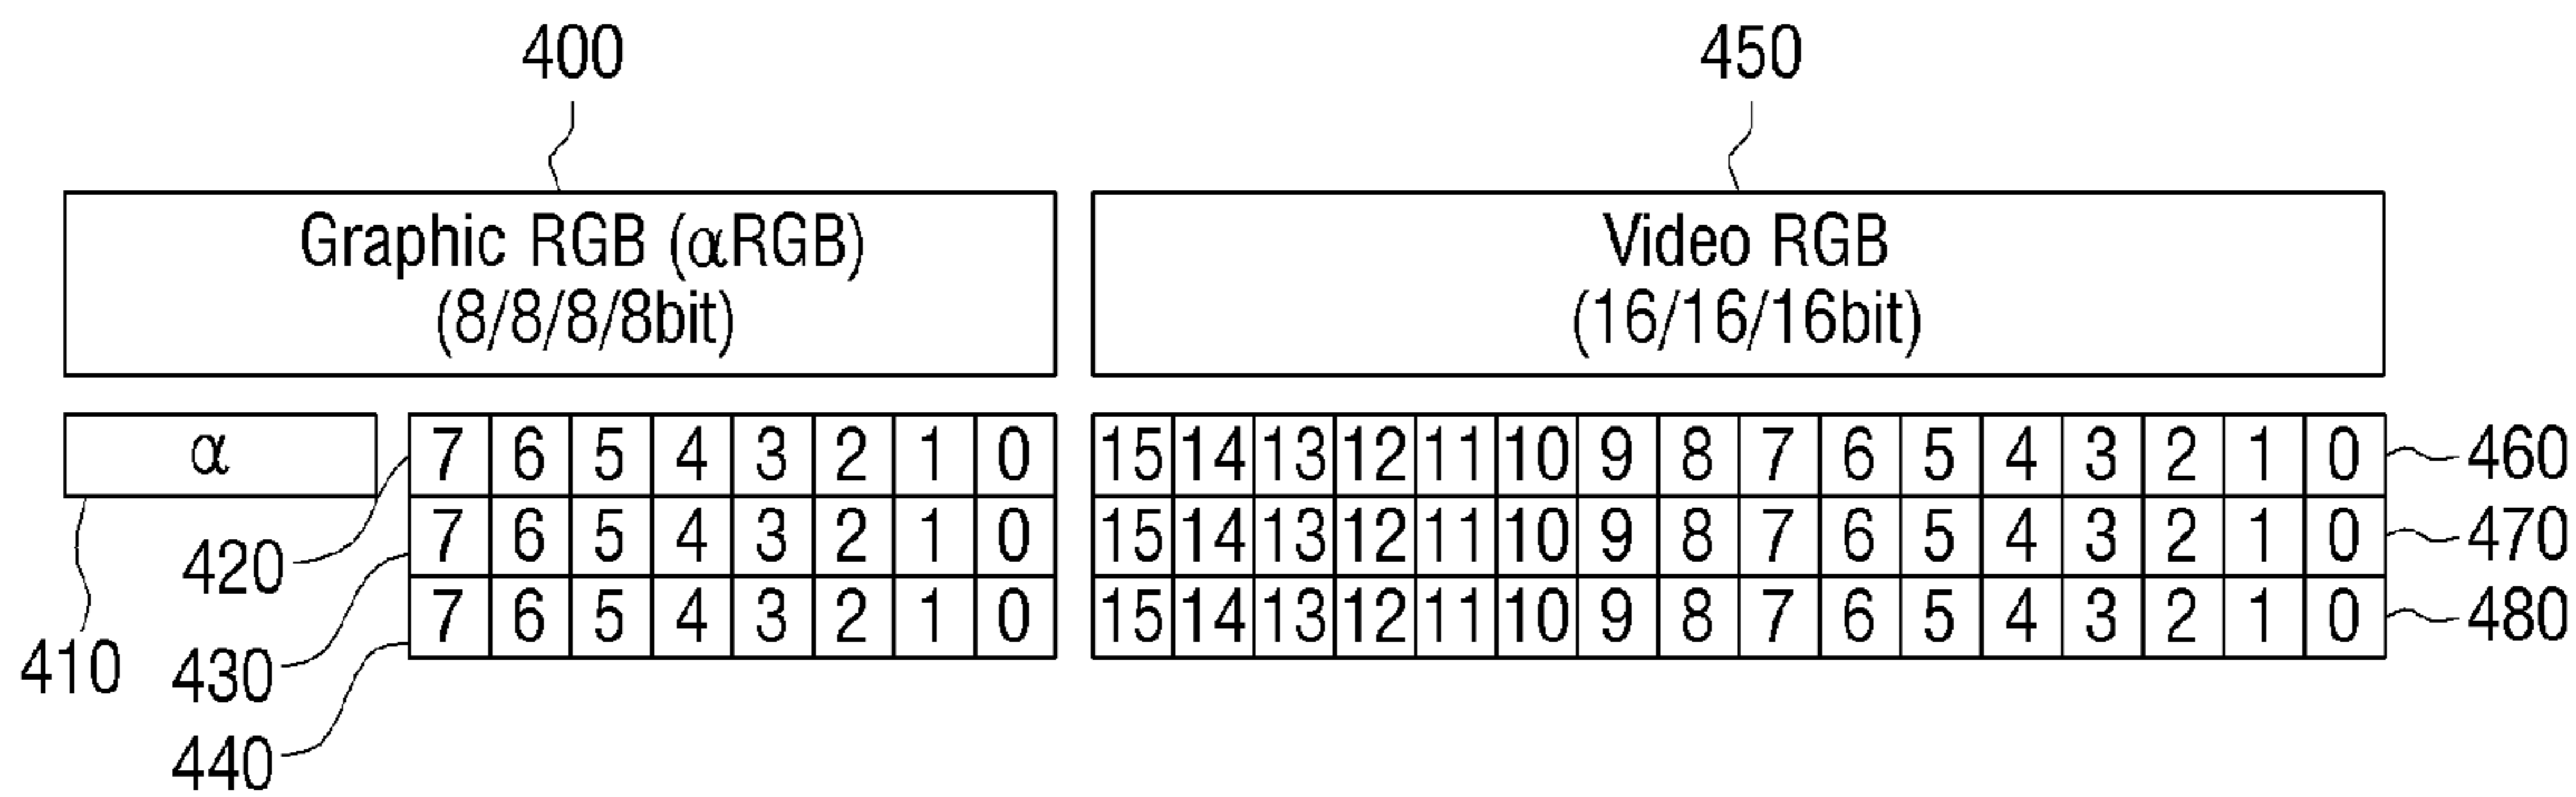 400 450
Graphic RGB (αRGB) Video RGB
(8/8/8/8bit) (16/16/16bit)
α 7 6 5 4 3 2 1 0 15 14 13 12 11 10 9 8 7 6 5 4 3 2 1 0 460
420 7 6 5 4 3 2 1 0 15 14 13 12 11 10 9 8 7 6 5 4 3 2 1 0 470
410 430 7 6 5 4 3 2 1 0 15 14 13 12 11 10 9 8 7 6 5 4 3 2 1 0 480
440